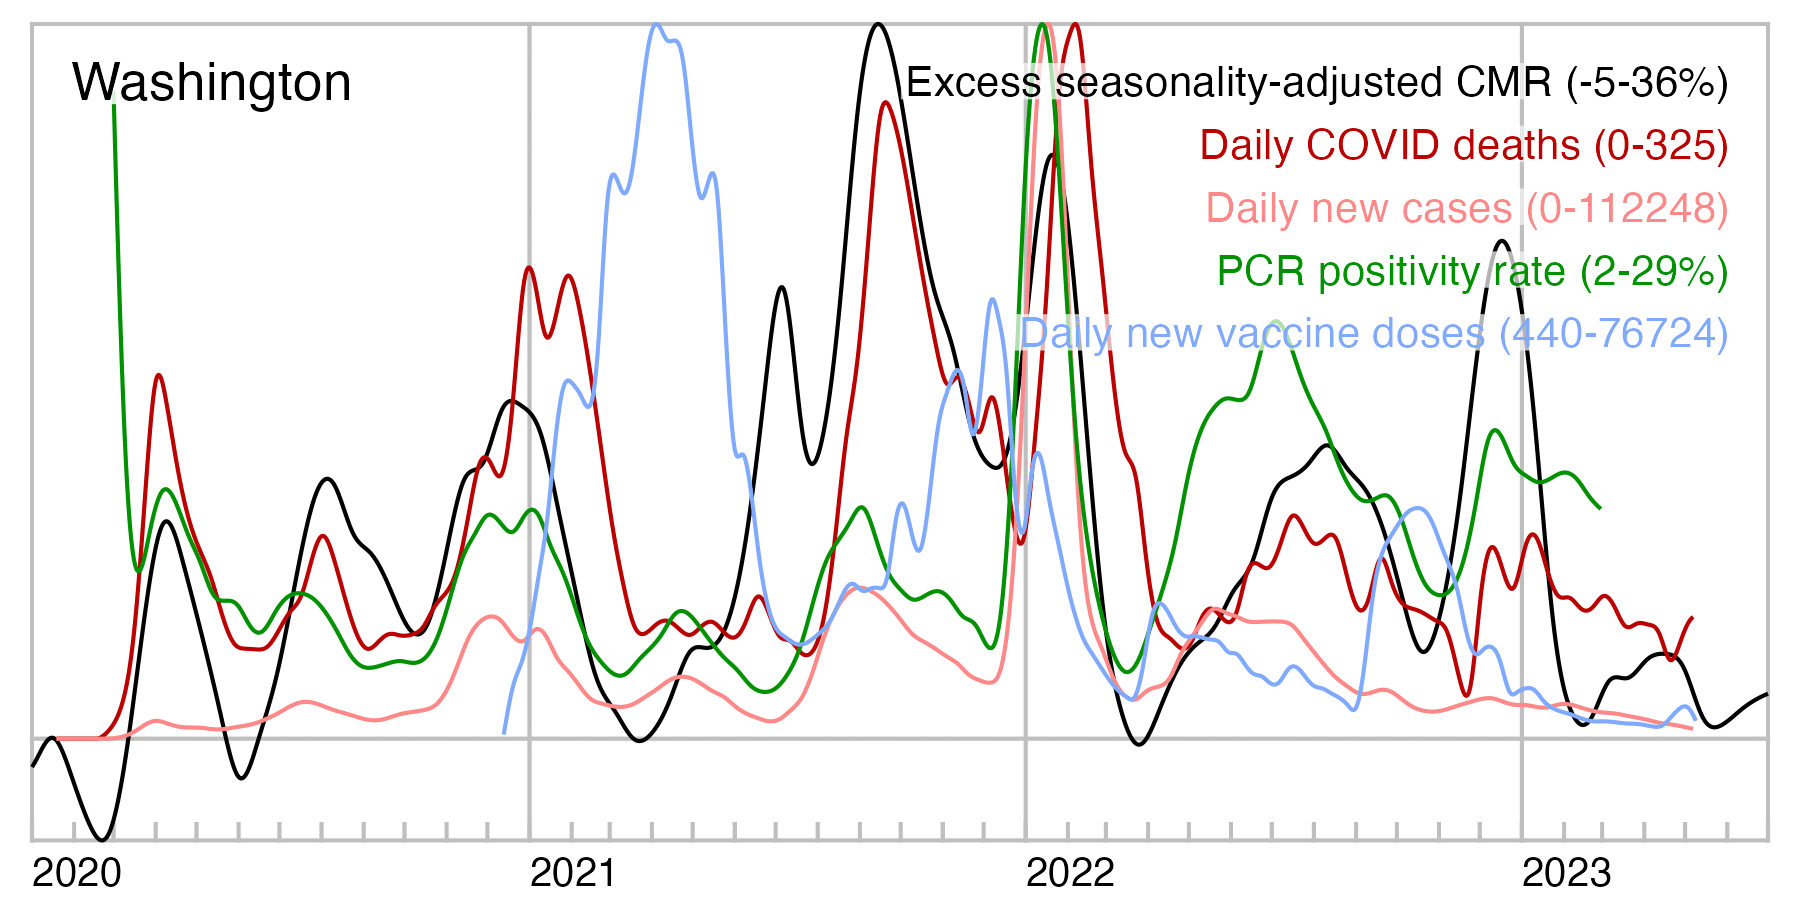 Washington
Excess seasonality-adjusted CMR (-5-36%)
Daily COVID deaths (0-325)
Daily new cases (0-112248)
PCR positivity rate (2-29%)
Daily new vaccine doses (440-76724)
2020
2021
2022
2023